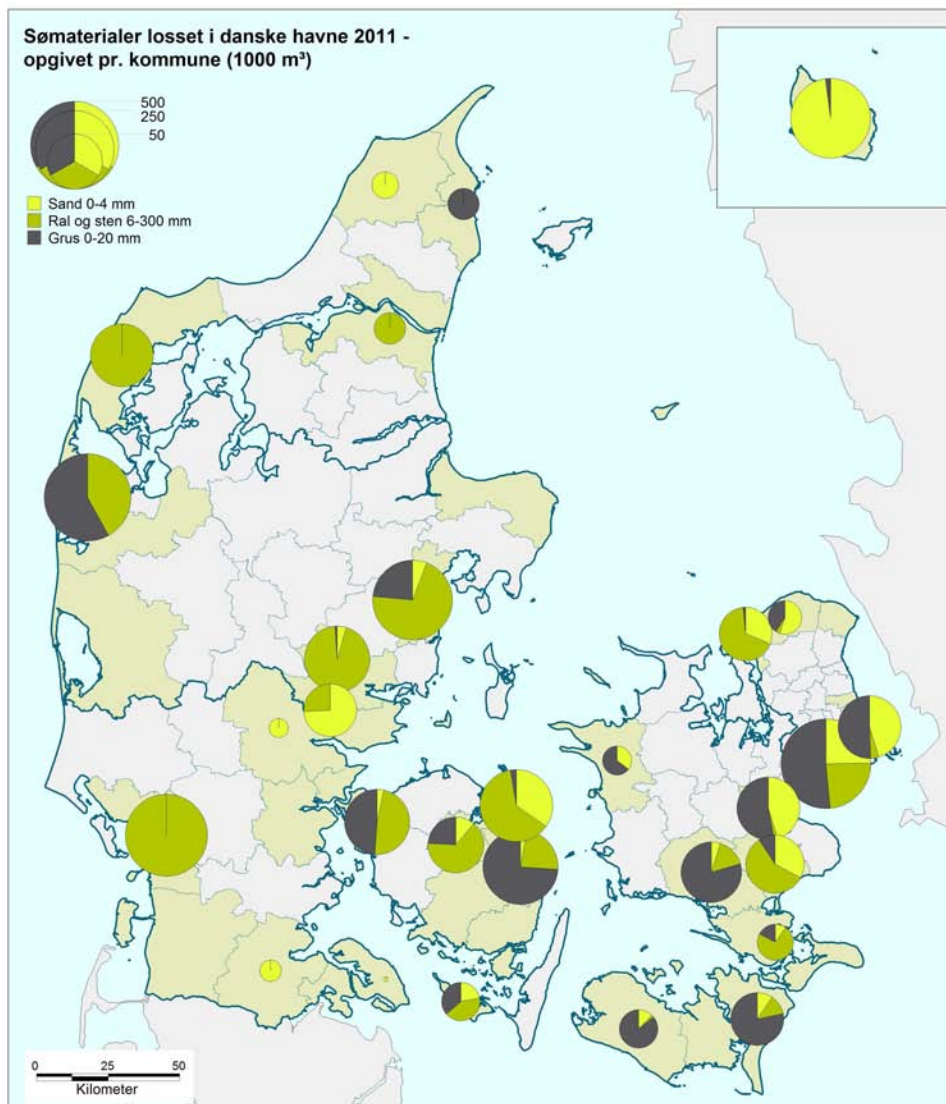 Sømaterialer losset i danske havne 2011 -
opgivet pr. kommune (1000 m³)
500
250
50
Sand 0-4 mm
Ral og sten 6-300 mm
Grus 0-20 mm
0 25 50
Kilometer